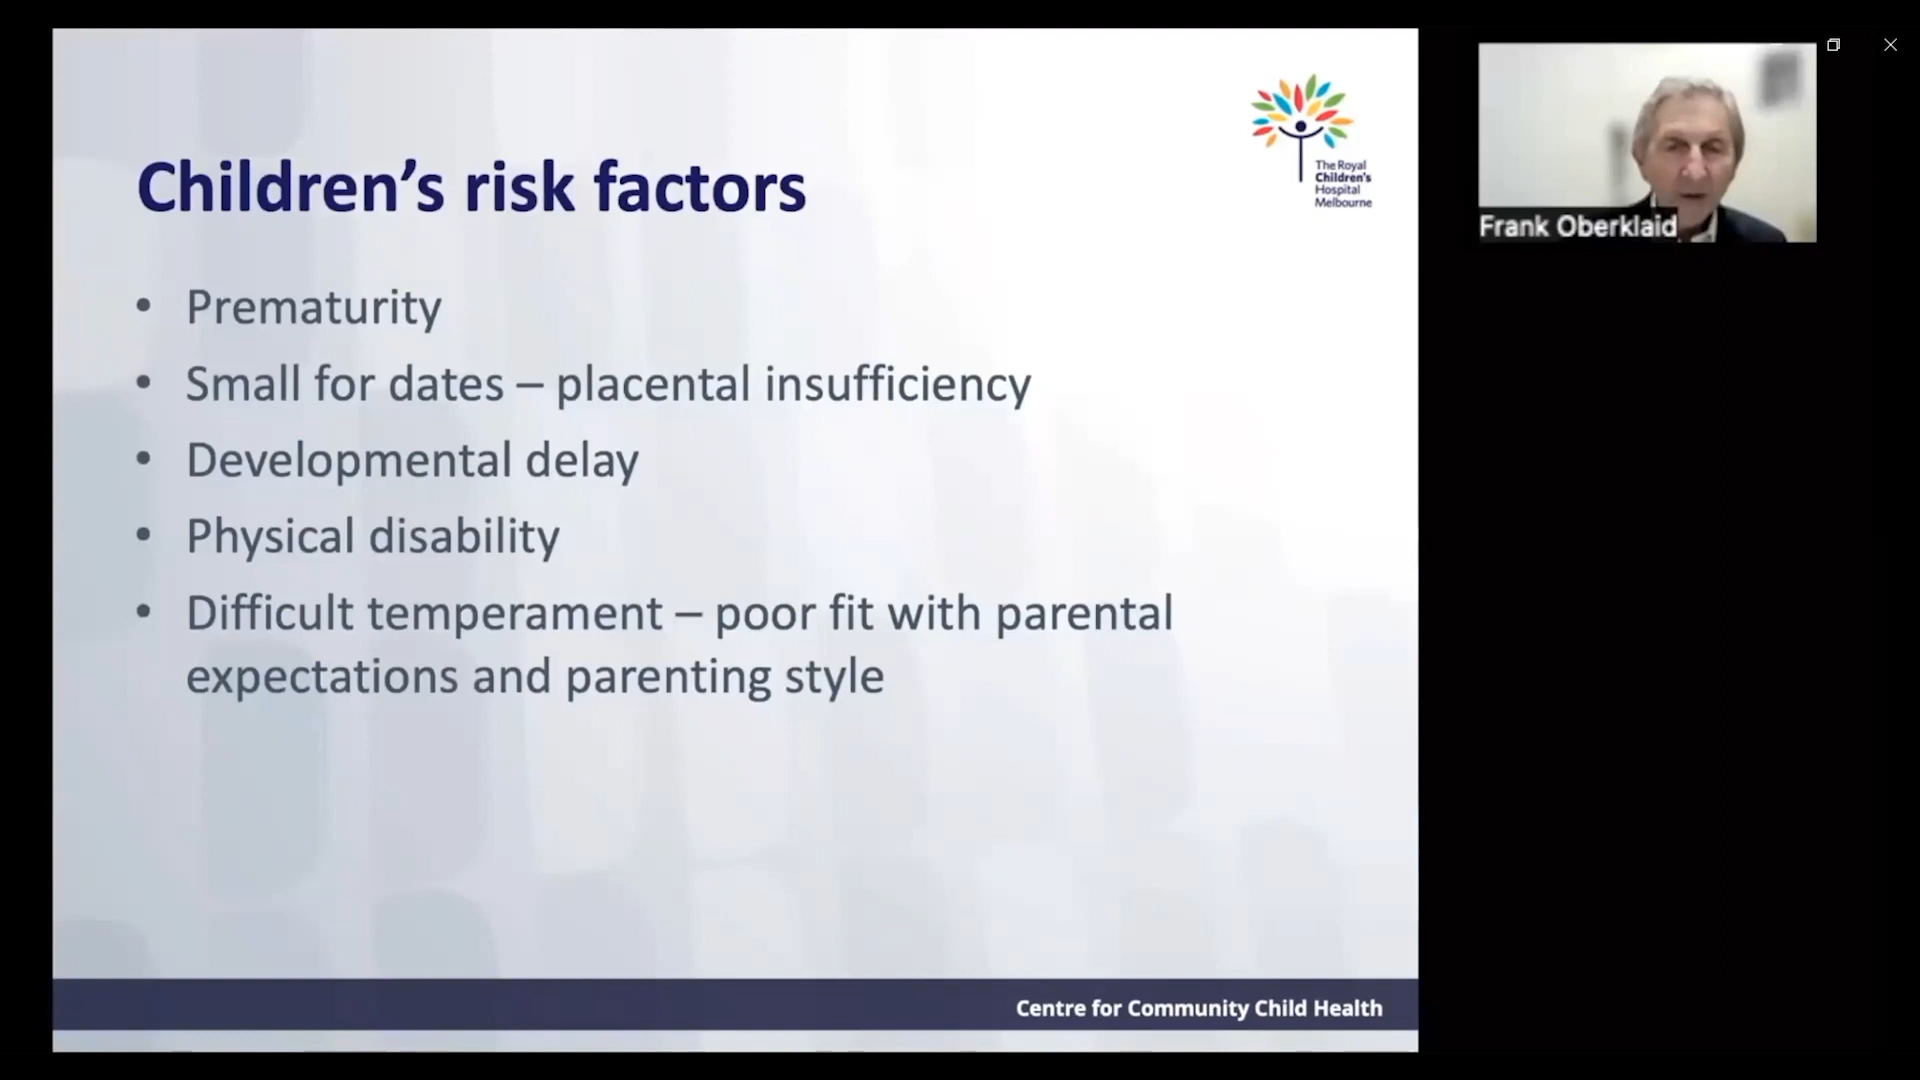 Children’s risk factors
• Prematurity
• Small for dates – placental insufficiency
• Developmental delay
• Physical disability
• Difficult temperament – poor fit with parental
expectations and parenting style
The Royal
Children's
Hospital
Melbourne
Frank Oberklaid
Centre for Community Child Health